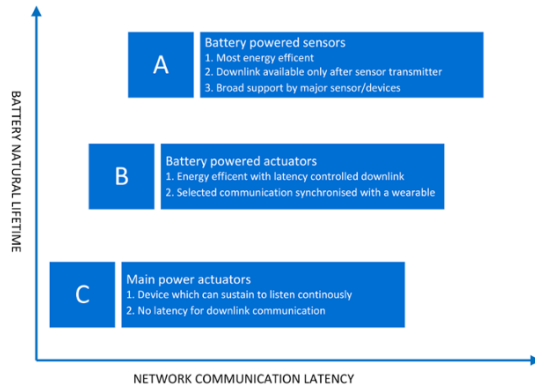 BATTERY NATURAL LIFETIME
A
Battery powered sensors
1. Most energy efficent
2. Downlink available only after sensor transmitter
3. Broad support by major sensor/devices
B
Battery powered actuators
1. Energy efficent with latency controlled downlink
2. Selected communication synchronised with a wearable
C
Main power actuators
1. Device which can sustain to listen continously
2. No latency for downlink communication
NETWORK COMMUNICATION LATENCY